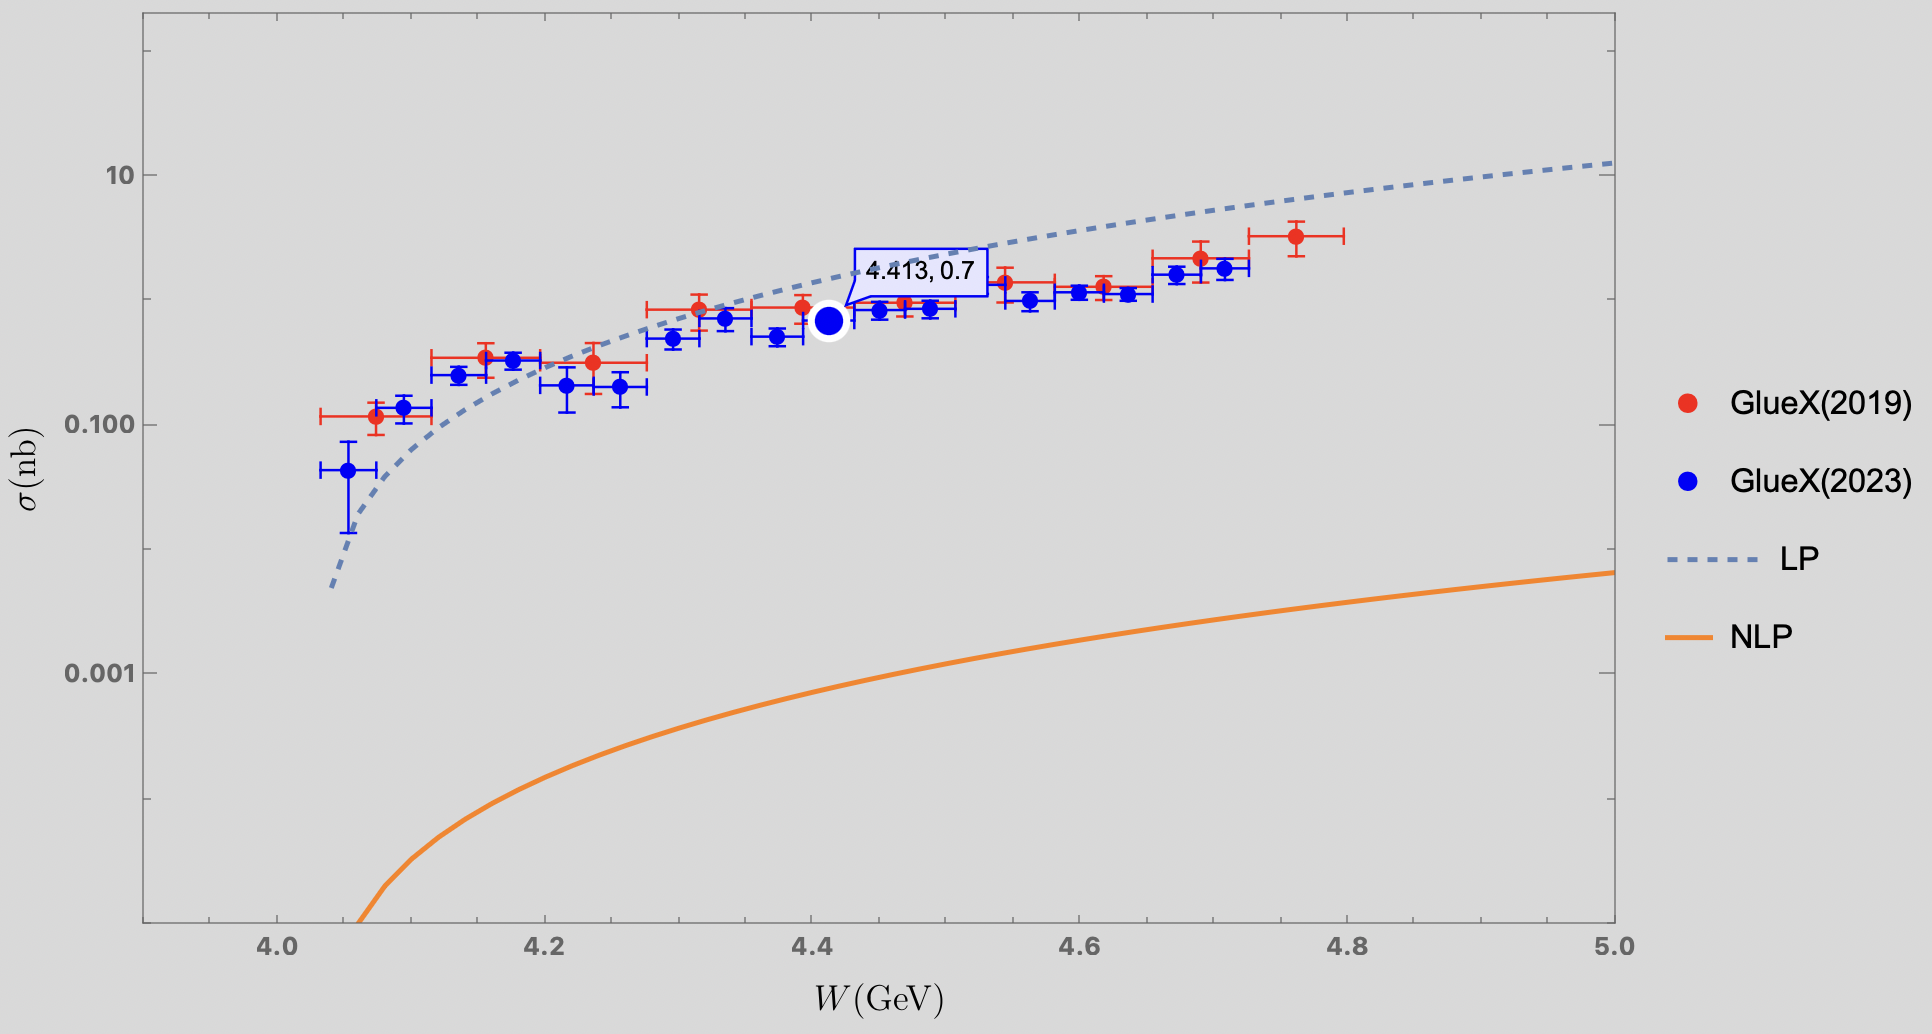 10
0.100
0.001
σ(nb)
4.413, 0.7
4.0 4.2 4.4 4.6 4.8 5.0
W(GeV)
GlueX(2019)
GlueX(2023)
LP
NLP